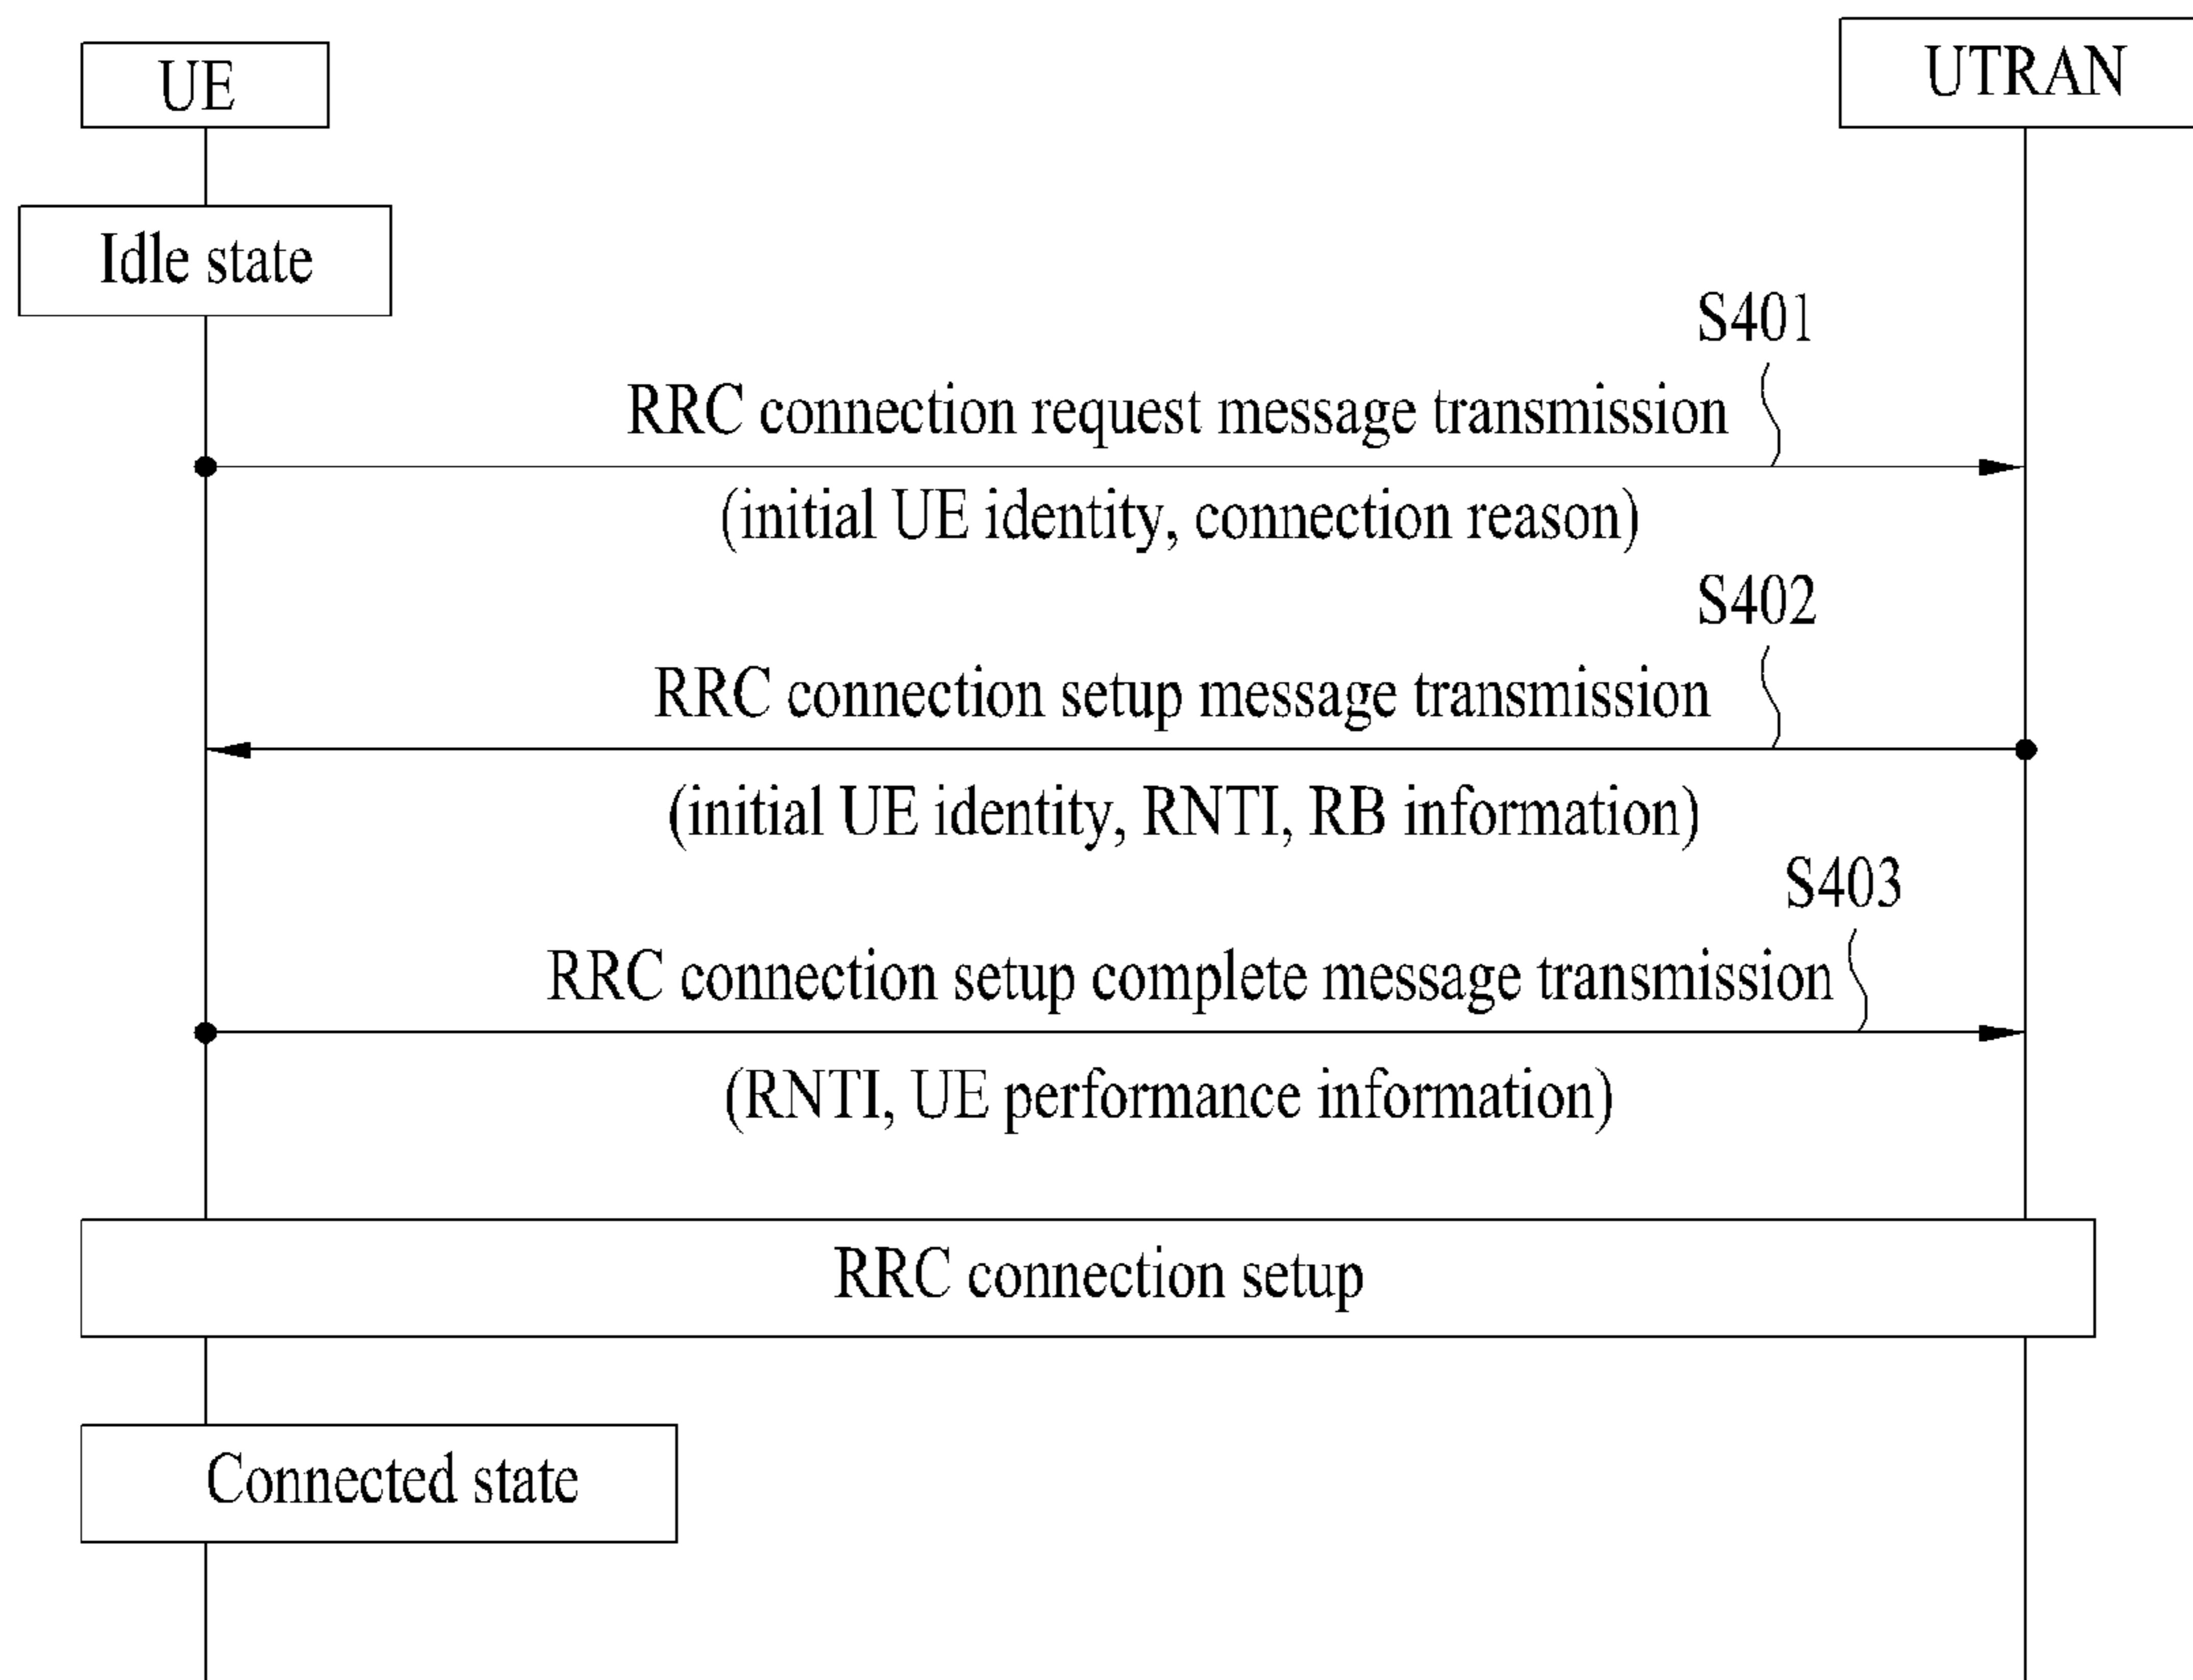 UE
UTRAN
Idle state
S401
RRC connection request message transmission
(initial UE identity, connection reason)
S402
RRC connection setup message transmission
(initial UE identity, RNTI, RB information)
S403
RRC connection setup complete message transmission
(RNTI, UE performance information)
RRC connection setup
Connected state